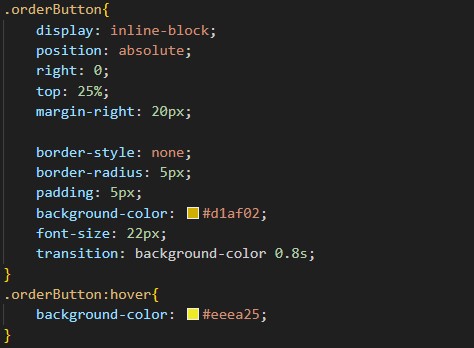 .orderButton{
display: inline-block;
position: absolute;
right: 0;
top: 25%;
margin-right: 20px;
border-style: none;
border-radius: 5px;
padding: 5px;
background-color: #d1af02;
font-size: 22px;
transition: background-color 0.8s;
}
.orderButton:hover{
background-color: #eeea25;
}